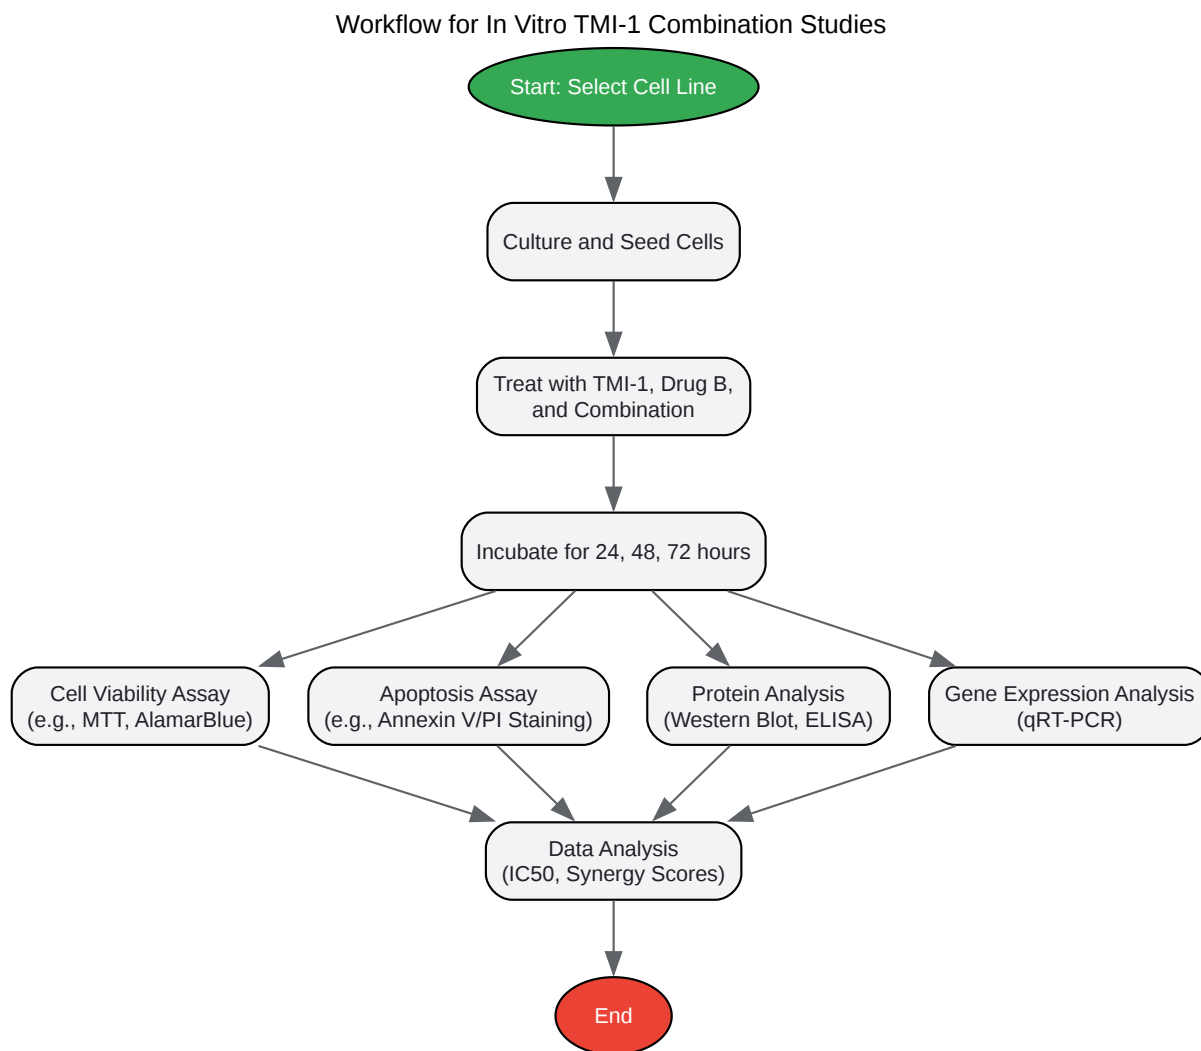 Workflow for In Vitro TMI-1 Combination Studies
Start: Select Cell Line
Culture and Seed Cells
Treat with TMI-1, Drug B,
and Combination
Incubate for 24, 48, 72 hours
Cell Viability Assay
(e.g., MTT, AlamarBlue)
Apoptosis Assay
(e.g., Annexin V/PI Staining)
Protein Analysis
(Western Blot, ELISA)
Gene Expression Analysis
(qRT-PCR)
Data Analysis
(IC50, Synergy Scores)
End